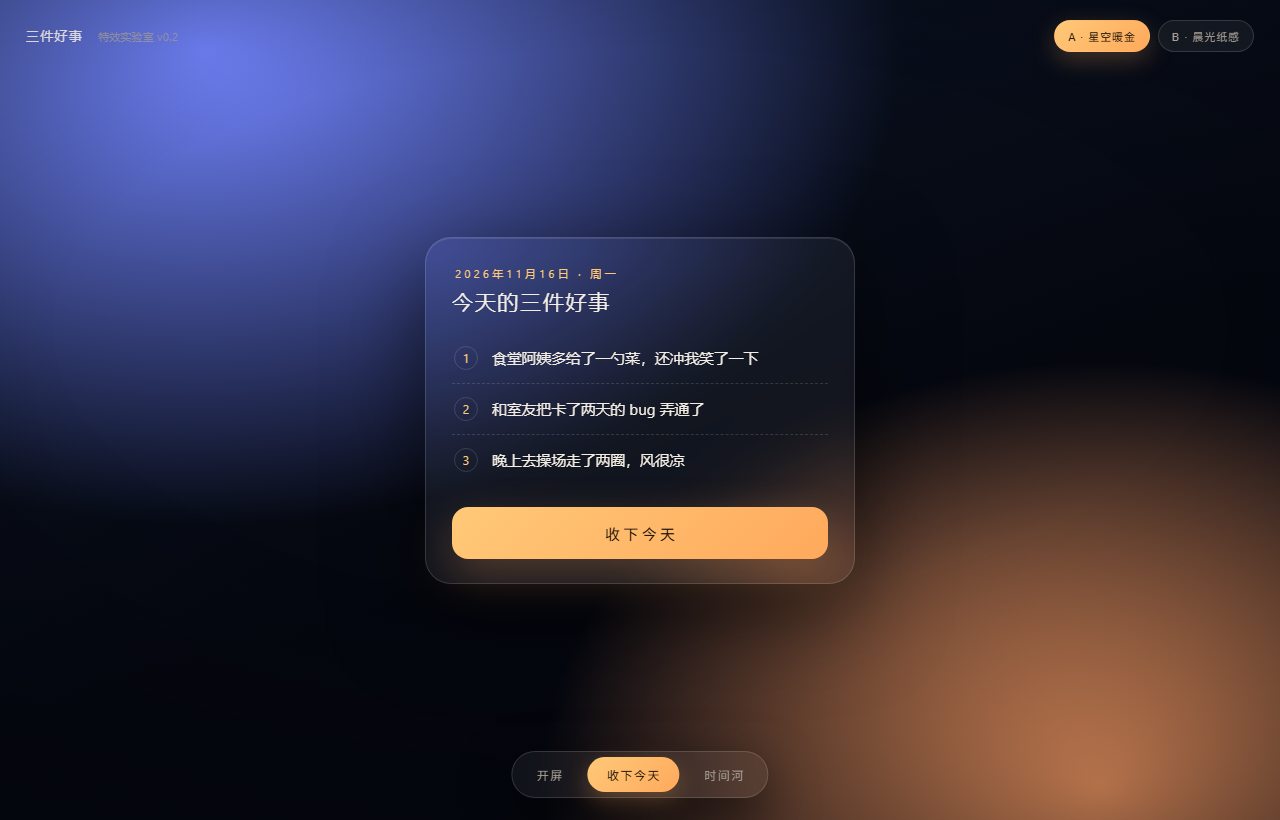 三件好事 特效实验室 v0.2
A · 星空暖金 B · 晨光纸感
2026年11月16日 · 周一
今天的三件好事
1 食堂阿姨多给了一勺菜，还冲我笑了一下
2 和室友把卡了两天的 bug 弄通了
3 晚上去操场走了两圈，风很凉
收下今天
开屏 收下今天 时间河